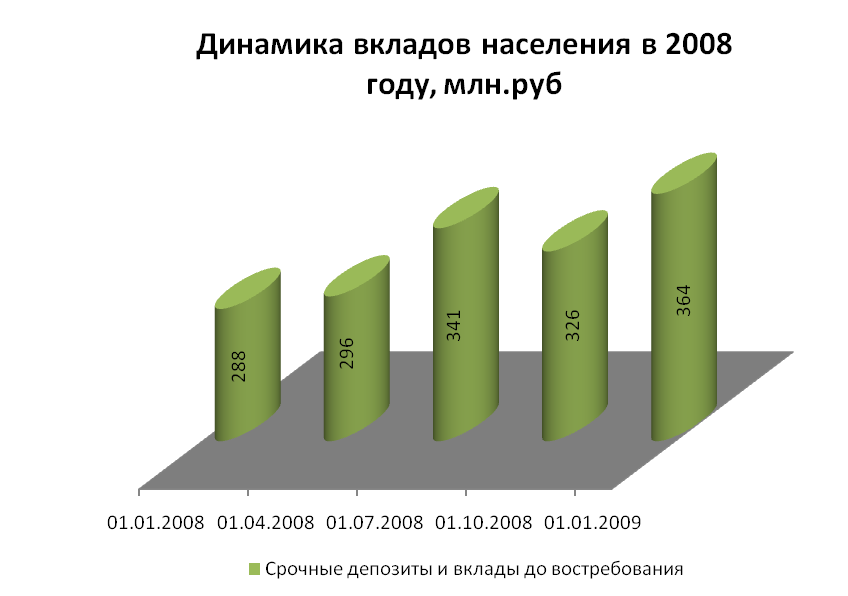 Динамика вкладов населения в 2008
году, млн.руб
288
296
341
326
364
01.01.2008 01.04.2008 01.07.2008 01.10.2008 01.01.2009
Срочные депозиты и вклады до востребования